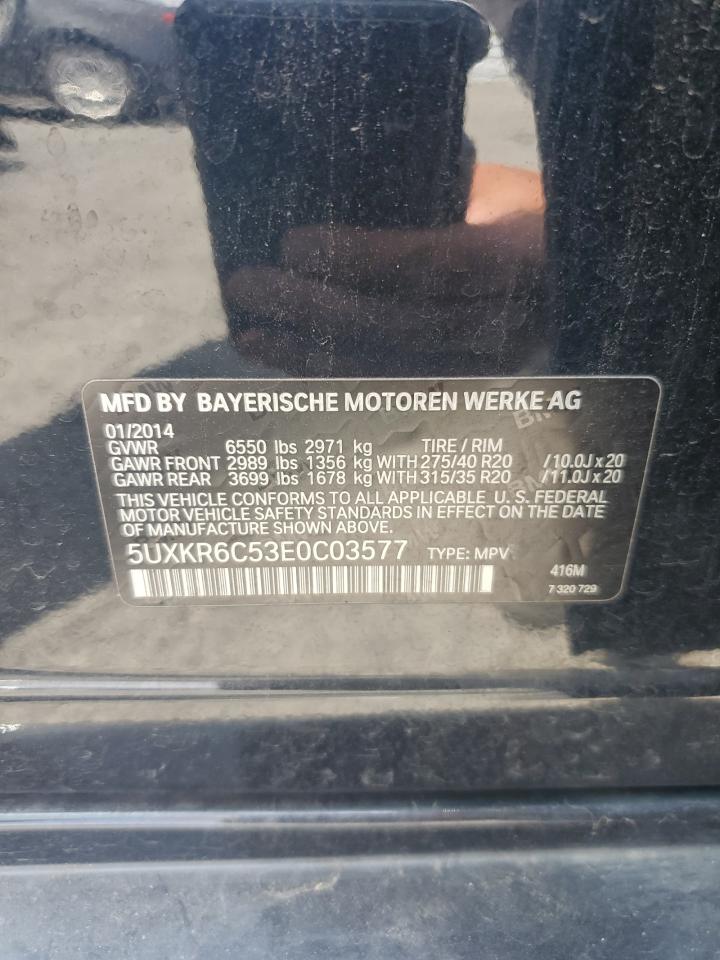 MFD BY BAYERISCHE MOTOREN WERKE AG
01/2014
GVWR 6550 lbs 2971 kg TIRE / RIM
GAWR FRONT 2989 lbs 1356 kg WITH 275/40 R20 /10.0J x 20
GAWR REAR 3699 lbs 1678 kg WITH 315/35 R20 /11.0J x 20
THIS VEHICLE CONFORMS TO ALL APPLICABLE U. S. FEDERAL
MOTOR VEHICLE SAFETY STANDARDS IN EFFECT ON THE DATE
OF MANUFACTURE SHOWN ABOVE.
5UXKR6C53E0C03577 TYPE: MPV
416M
7 320 729